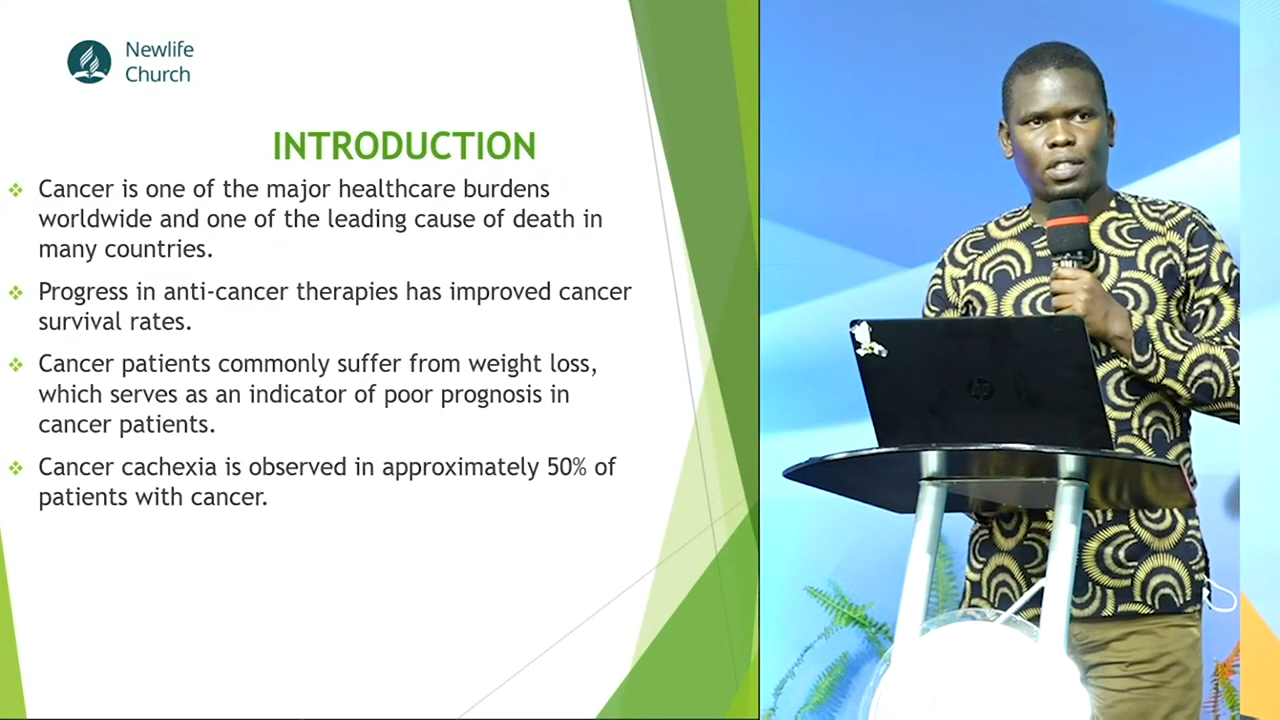 Newlife
Church
INTRODUCTION
Cancer is one of the major healthcare burdens
worldwide and one of the leading cause of death in
many countries.
Progress in anti-cancer therapies has improved cancer
survival rates.
Cancer patients commonly suffer from weight loss,
which serves as an indicator of poor prognosis in
cancer patients.
Cancer cachexia is observed in approximately 50% of
patients with cancer.
hp